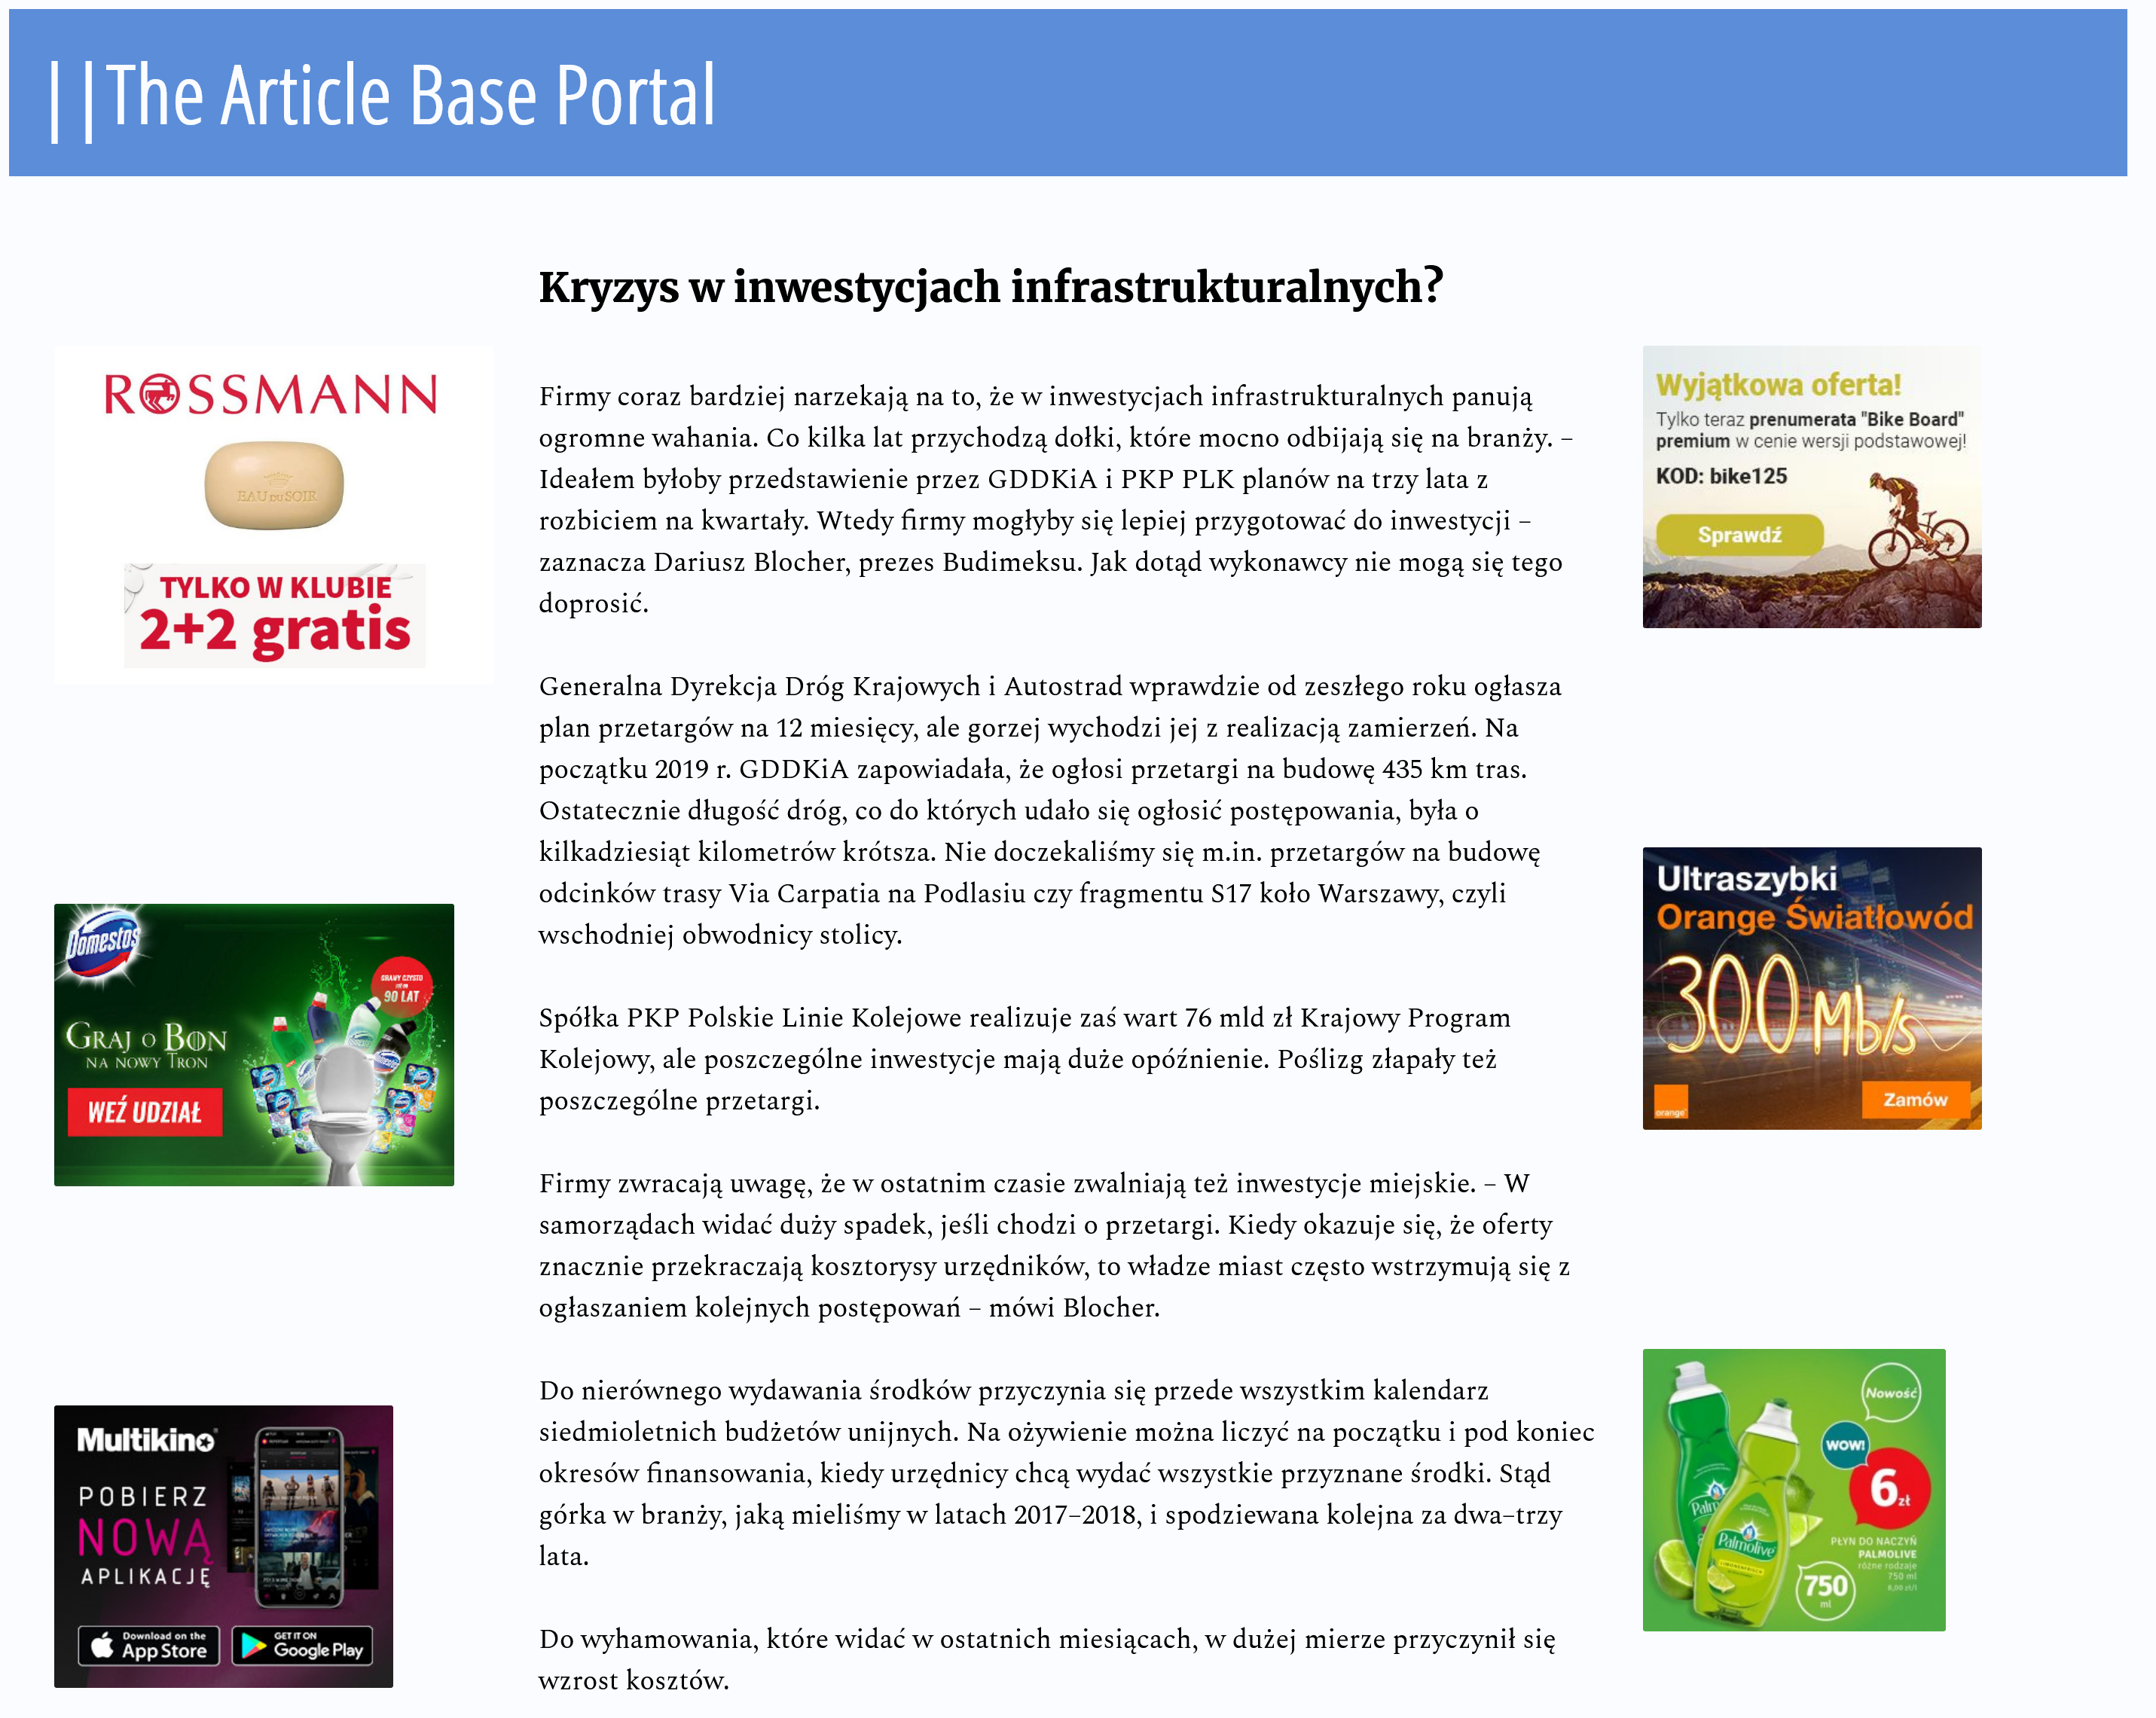 ||The Article Base Portal
Kryzys w inwestycjach infrastrukturalnych?
Firmy coraz bardziej narzekają na to, że w inwestycjach infrastrukturalnych panują
ogromne wahania. Co kilka lat przychodzą dołki, które mocno odbijają się na branży. –
Ideałem byłoby przedstawienie przez GDDKiA i PKP PLK planów na trzy lata z
rozbiciem na kwartały. Wtedy firmy mogłyby się lepiej przygotować do inwestycji –
zaznacza Dariusz Blocher, prezes Budimeksu. Jak dotąd wykonawcy nie mogą się tego
doprosić.
Generalna Dyrekcja Dróg Krajowych i Autostrad wprawdzie od zeszłego roku ogłasza
plan przetargów na 12 miesięcy, ale gorzej wychodzi jej z realizacją zamierzeń. Na
początku 2019 r. GDDKiA zapowiadała, że ogłosi przetargi na budowę 435 km tras.
Ostatecznie długość dróg, co do których udało się ogłosić postępowania, była o
kilkadziesiąt kilometrów krótsza. Nie doczekaliśmy się m.in. przetargów na budowę
odcinków trasy Via Carpatia na Podlasiu czy fragmentu S17 koło Warszawy, czyli
wschodniej obwodnicy stolicy.
Spółka PKP Polskie Linie Kolejowe realizuje zaś wart 76 mld zł Krajowy Program
Kolejowy, ale poszczególne inwestycje mają duże opóźnienie. Poślizg złapały też
poszczególne przetargi.
Firmy zwracają uwagę, że w ostatnim czasie zwalniają też inwestycje miejskie. – W
samorządach widać duży spadek, jeśli chodzi o przetargi. Kiedy okazuje się, że oferty
znacznie przekraczają kosztorysy urzędników, to władze miast często wstrzymują się z
ogłaszaniem kolejnych postępowań – mówi Blocher.
Do nierównego wydawania środków przyczynia się przede wszystkim kalendarz
siedmioletnich budżetów unijnych. Na ożywienie można liczyć na początku i pod koniec
okresów finansowania, kiedy urzędnicy chcą wydać wszystkie przyznane środki. Stąd
górka w branży, jaką mieliśmy w latach 2017–2018, i spodziewana kolejna za dwa–trzy
lata.
Do wyhamowania, które widać w ostatnich miesiącach, w dużej mierze przyczynił się
wzrost kosztów.
ROSSMANN
EAU DU SOIR
TYLKO W KLUBIE
2+2 gratis
Domestos
90 LAT
GRAJ O BON
NA NOWY TRON
WEŹ UDZIAŁ
Multikino
POBIERZ
NOWĄ
APLIKACJĘ
Download on the
App Store
GET IT ON
Google Play
Wyjątkowa oferta!
Tylko teraz prenumerata "Bike Board"
premium w cenie wersji podstawowej!
KOD: bike125
Sprawdź
Ultraszybki
Orange Światłowód
300 Mb/s
orange
Zamów
Nowość
WOW!
6 zł
Palmolive
PŁYN DO NACZYŃ
PALMOLIVE
różne rodzaje
750 ml
8,00 zł/l
750
ml